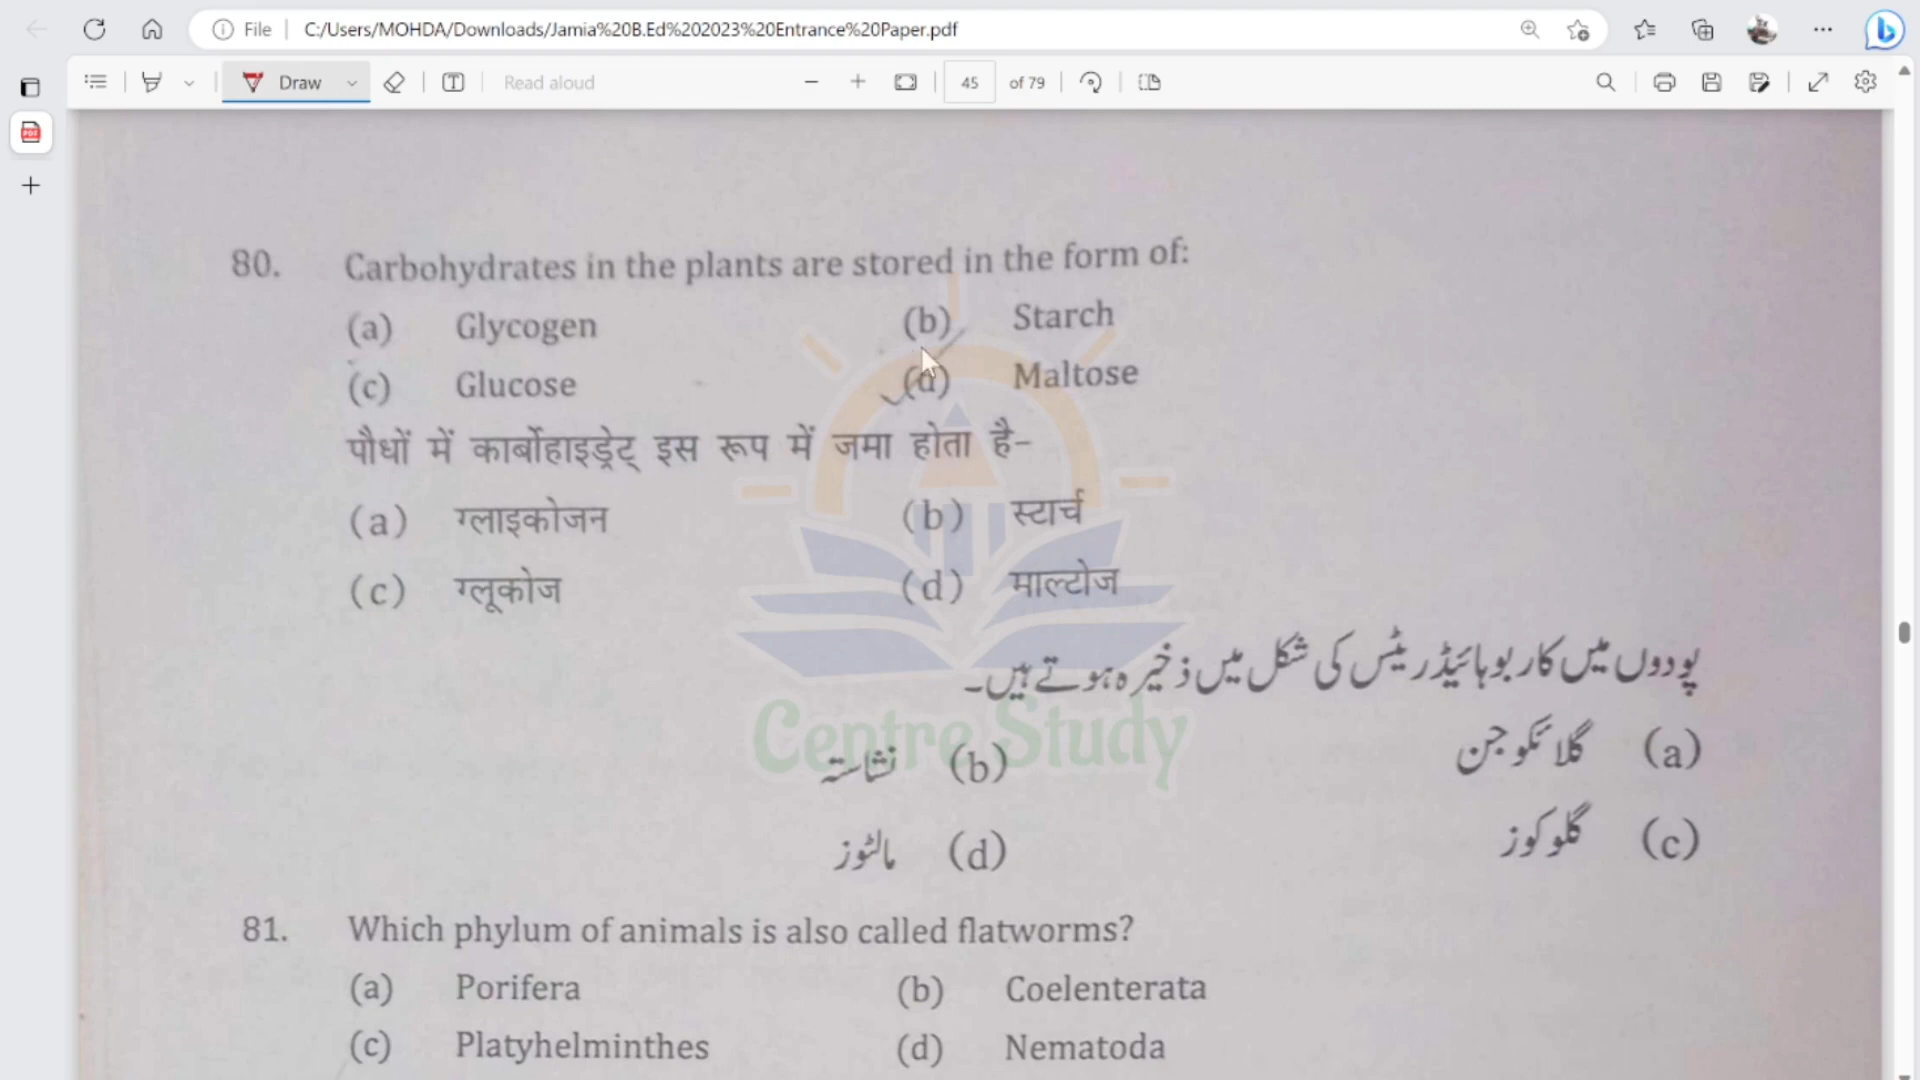 File
C:/Users/MOHDA/Downloads/Jamia%20B.Ed%202023%20Entrance%20Paper.pdf
Draw
Read aloud
45 of 79
80. Carbohydrates in the plants are stored in the form of:
(a) Glycogen (b) Starch
(c) Glucose (d) Maltose
पौधों में कार्बोहाइड्रेट् इस रूप में जमा होता है-
(a) ग्लाइकोजन (b) स्टार्च
(c) ग्लूकोज (d) माल्टोज
پودوں میں کاربوہائیڈریٹس کی شکل میں ذخیرہ ہوتے ہیں۔
(a) گلائکوجن (b) نشاستہ
(c) گلوکوز (d) مالٹوز
Centre Study
81. Which phylum of animals is also called flatworms?
(a) Porifera (b) Coelenterata
(c) Platyhelminthes (d) Nematoda